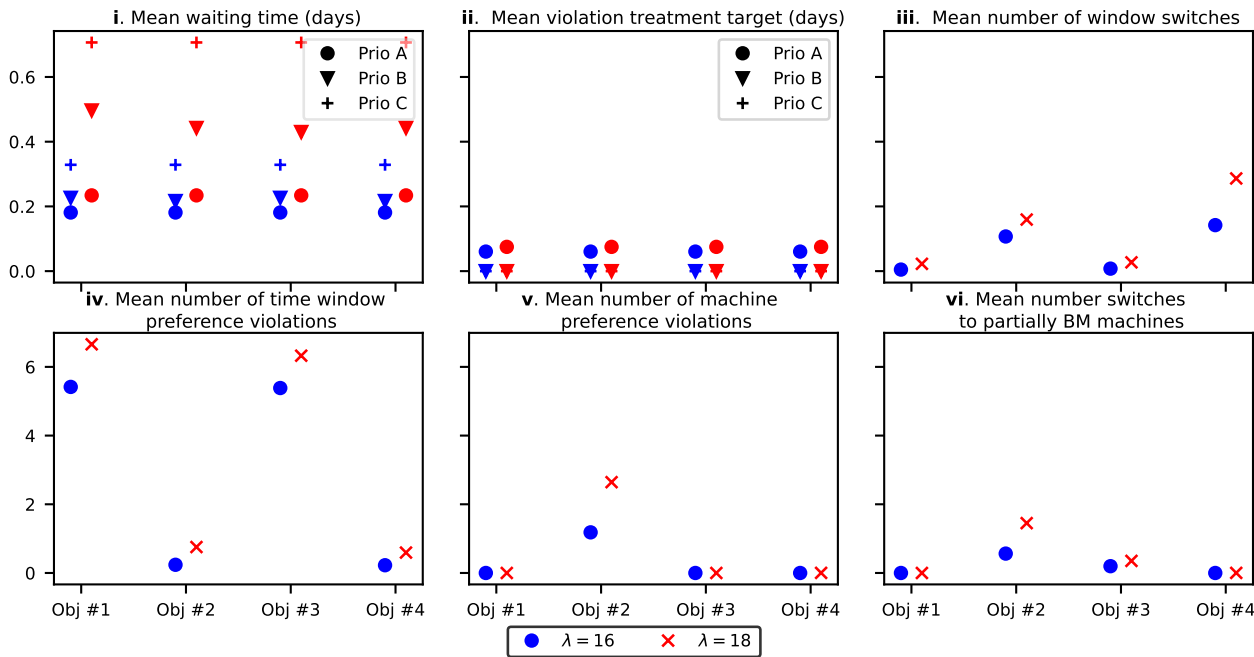 i. Mean waiting time (days)
ii. Mean violation treatment target (days)
iii. Mean number of window switches
Prio A
Prio B
Prio C
Prio A
Prio B
Prio C
0.6
0.4
0.2
0.0
iv. Mean number of time window
preference violations
v. Mean number of machine
preference violations
vi. Mean number switches
to partially BM machines
6
4
2
0
Obj #1
Obj #2
Obj #3
Obj #4
Obj #1
Obj #2
Obj #3
Obj #4
Obj #1
Obj #2
Obj #3
Obj #4
λ = 16
λ = 18